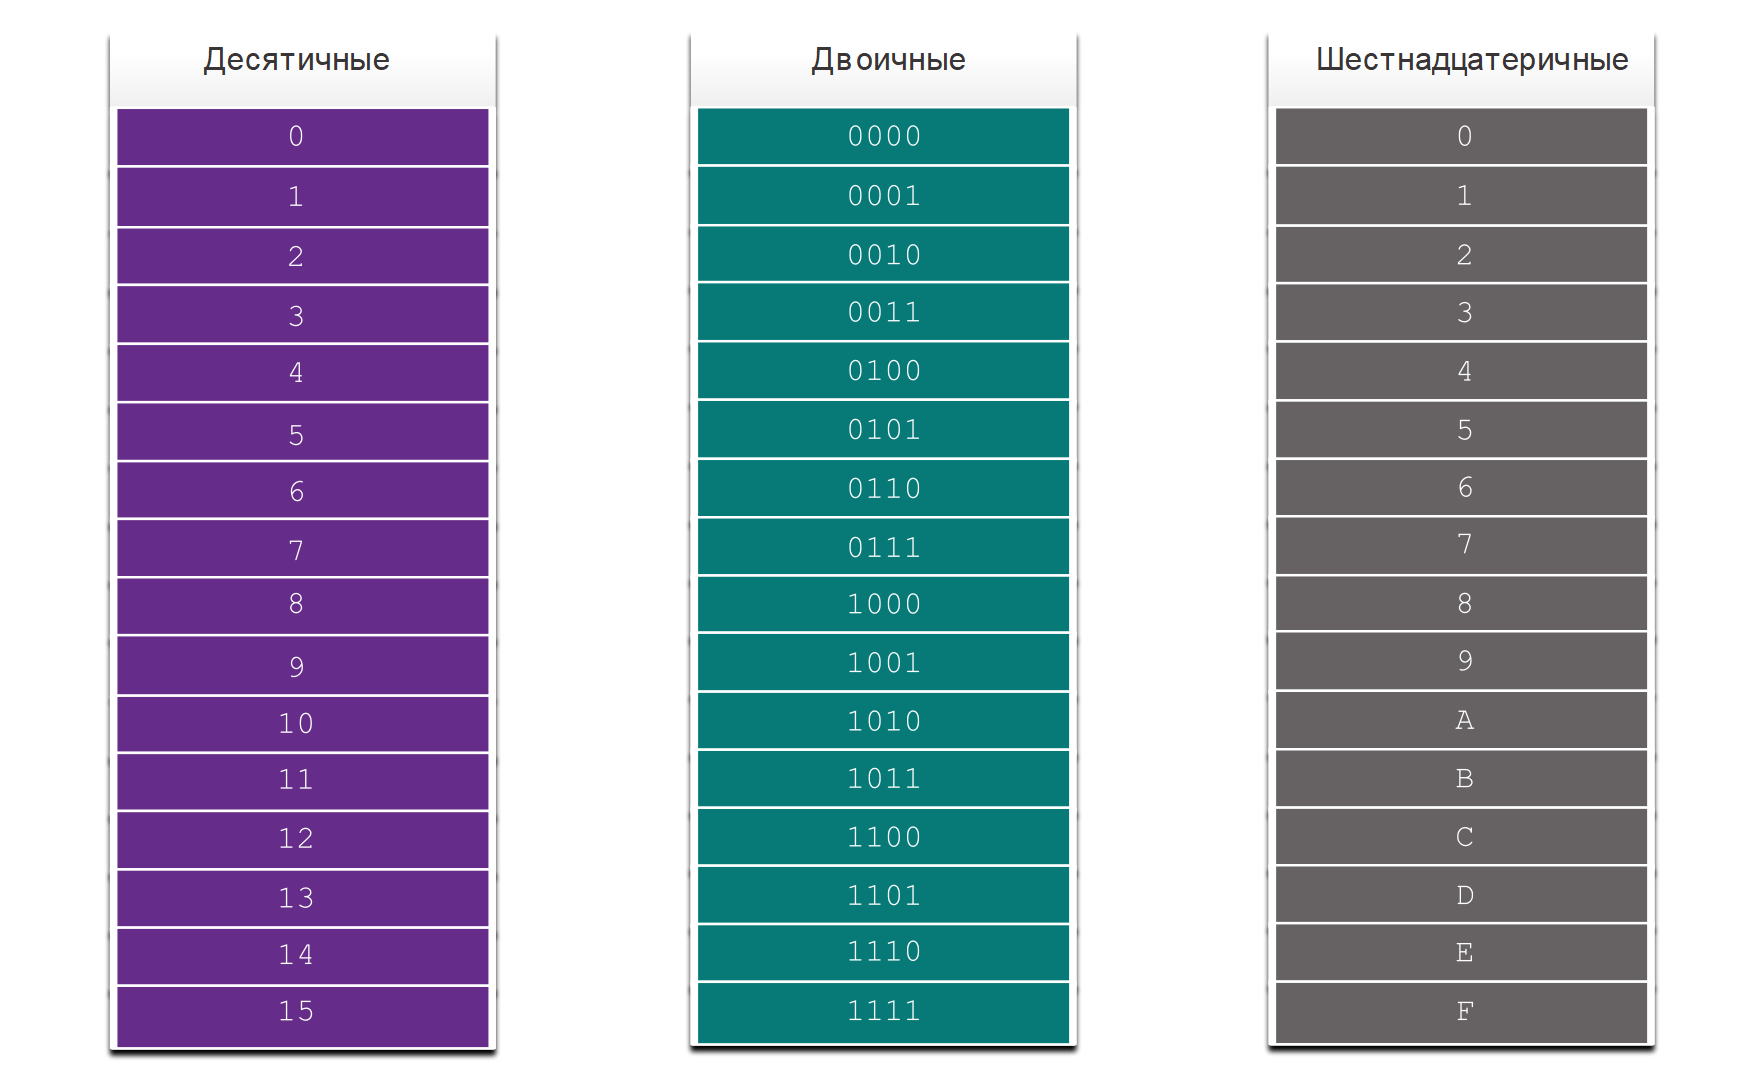 Десятичные Двоичные Шестнадцатеричные
0 0000 0
1 0001 1
2 0010 2
3 0011 3
4 0100 4
5 0101 5
6 0110 6
7 0111 7
8 1000 8
9 1001 9
10 1010 A
11 1011 B
12 1100 C
13 1101 D
14 1110 E
15 1111 F